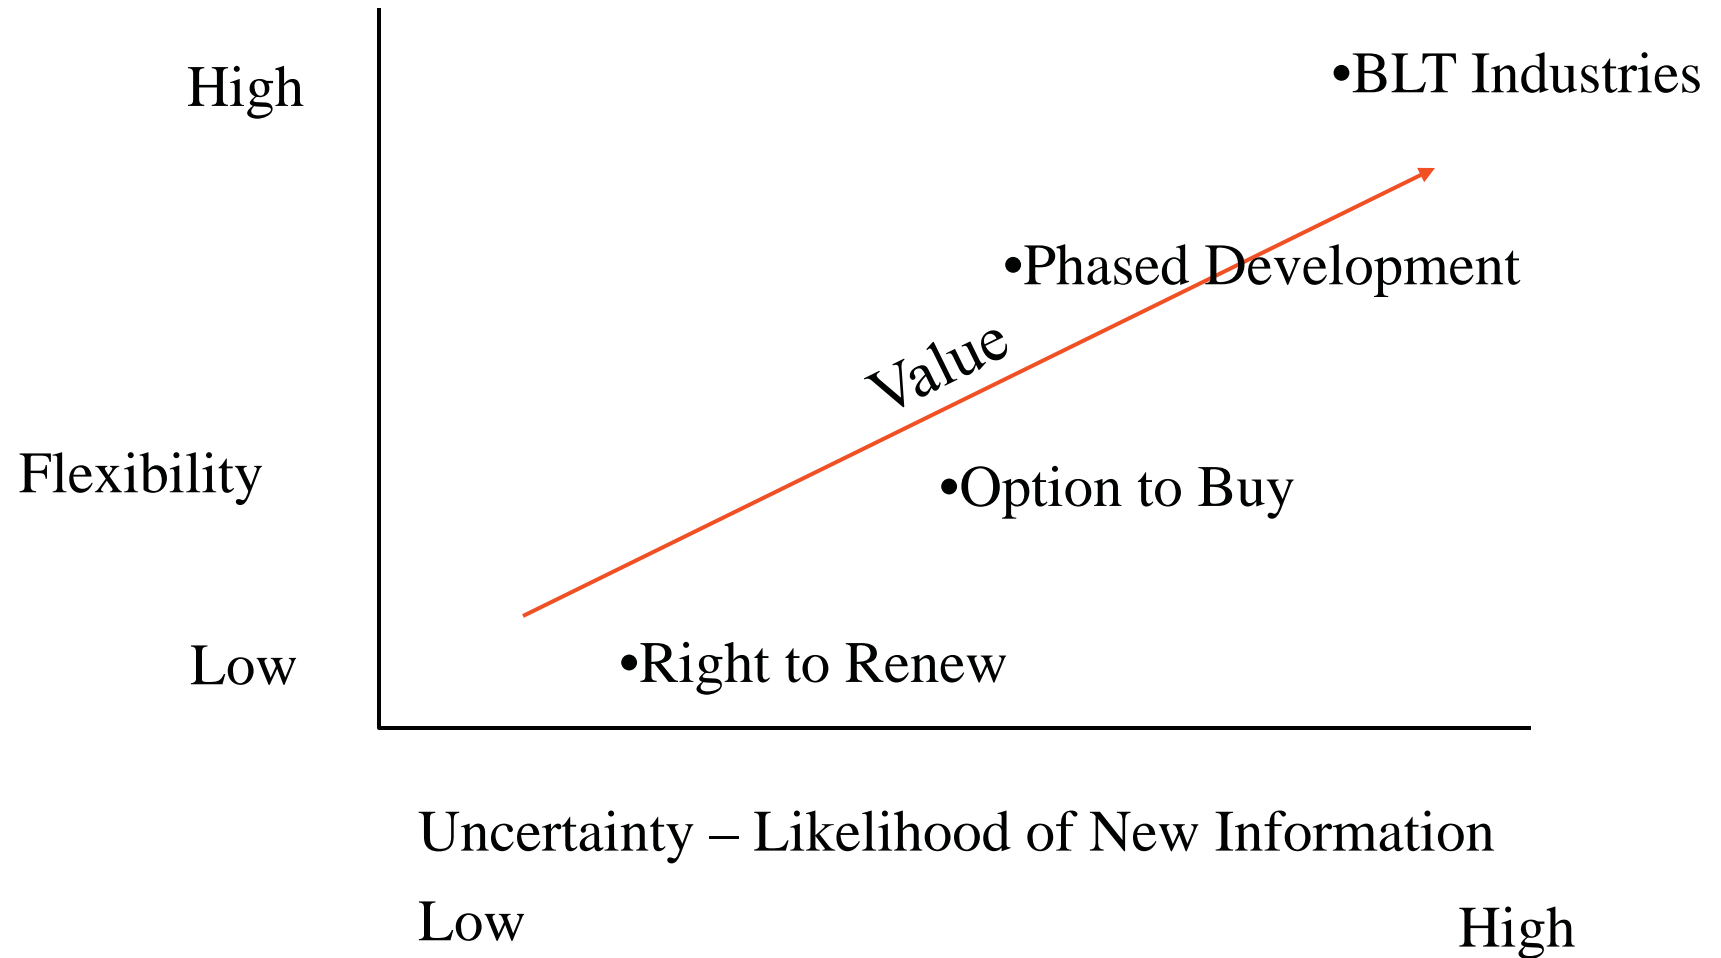 High
•BLT Industries
•Phased Development
Value
Flexibility
•Option to Buy
Low
•Right to Renew
Uncertainty – Likelihood of New Information
Low
High